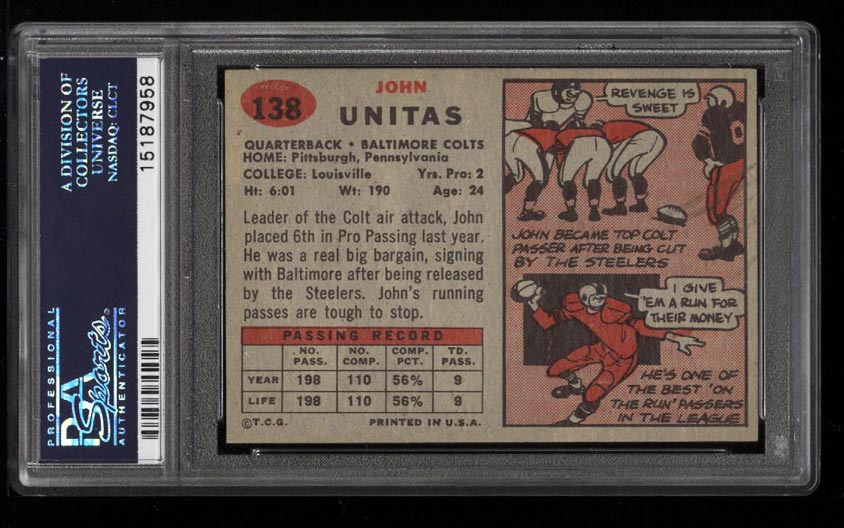 A DIVISION OF
COLLECTORS
UNIVERSE
NASDAQ: CLCT
15187958
PROFESSIONAL
PSA
Sports
AUTHENTICATOR
138
JOHN
UNITAS
QUARTERBACK • BALTIMORE COLTS
HOME: Pittsburgh, Pennsylvania
COLLEGE: Louisville Yrs. Pro: 2
Ht: 6:01 Wt: 190 Age: 24
Leader of the Colt air attack, John
placed 6th in Pro Passing last year.
He was a real big bargain, signing
with Baltimore after being released
by the Steelers. John's running
passes are tough to stop.
PASSING RECORD
NO. NO. COMP. TD.
PASS. COMP. PCT. PASS.
YEAR 198 110 56% 9
LIFE 198 110 56% 9
©T.C.G. PRINTED IN U.S.A.
REVENGE IS
SWEET
0
JOHN BECAME TOP COLT
PASSER AFTER BEING CUT
BY THE STEELERS
I GIVE
'EM A RUN FOR
THEIR MONEY
HE'S ONE OF
THE BEST 'ON
THE RUN' PASSERS
IN THE LEAGUE